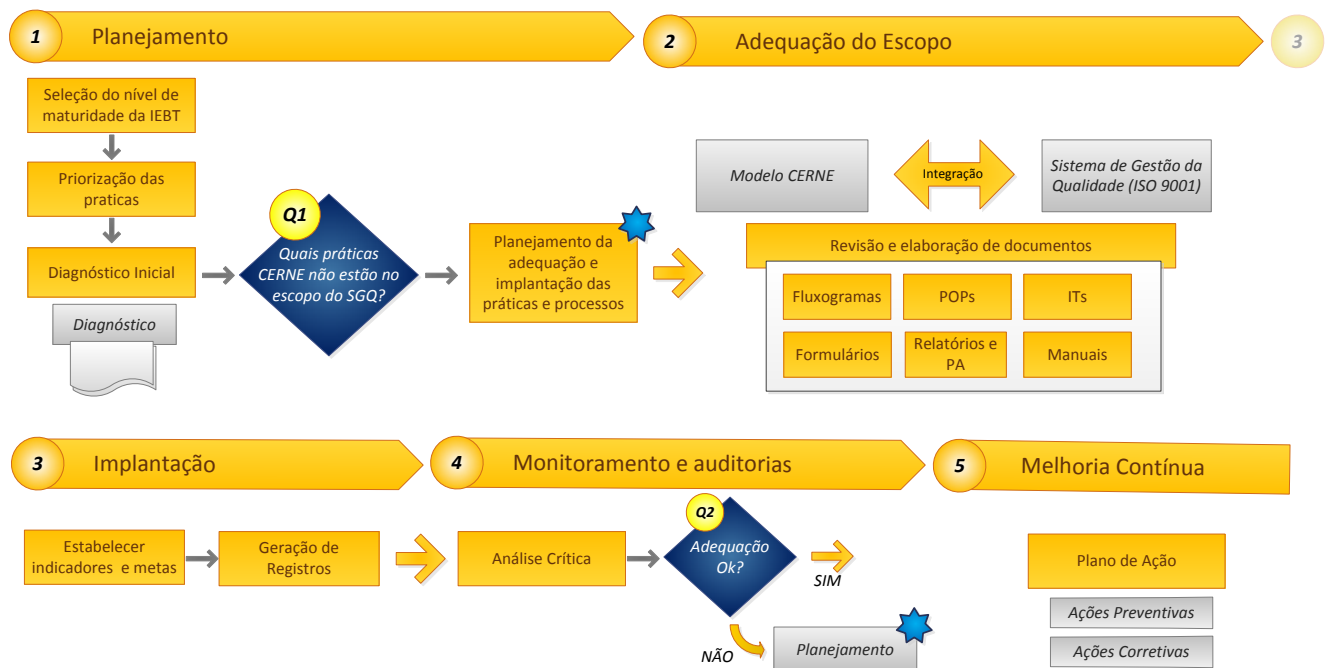 1
Planejamento
2
Adequação do Escopo
3
Seleção do nível de
maturidade da IEBT
Priorização das
praticas
Diagnóstico Inicial
Diagnóstico
Q1
Quais práticas
CERNE não estão no
escopo do SGQ?
Planejamento da
adequação e
implantação das
práticas e processos
Modelo CERNE
Integração
Sistema de Gestão da
Qualidade (ISO 9001)
Revisão e elaboração de documentos
Fluxogramas
POPs
ITs
Formulários
Relatórios e
PA
Manuais
3
Implantação
4
Monitoramento e auditorias
5
Melhoria Contínua
Estabelecer
indicadores e metas
Geração de
Registros
Análise Crítica
Q2
Adequação
Ok?
SIM
NÃO
Planejamento
Plano de Ação
Ações Preventivas
Ações Corretivas